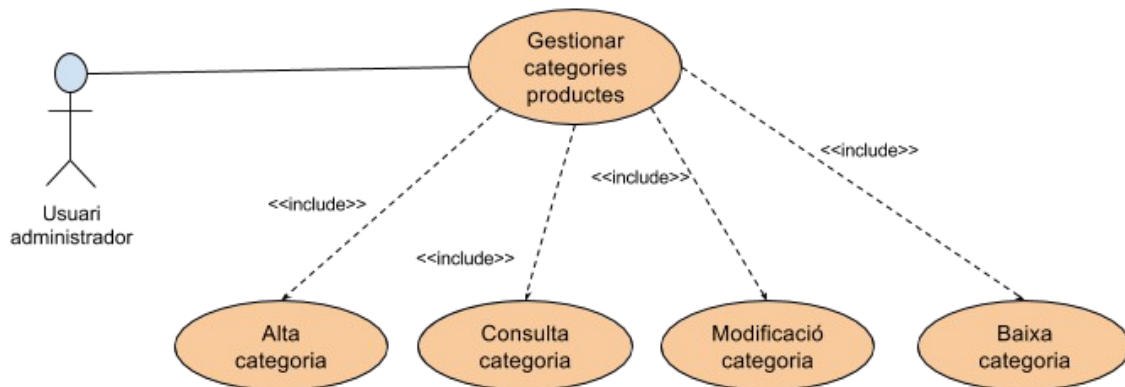 Gestionar
categories
productes
<<include>>
<<include>>
<<include>>
<<include>>
Usuari
administrador
Alta
categoria
Consulta
categoria
Modificació
categoria
Baixa
categoria